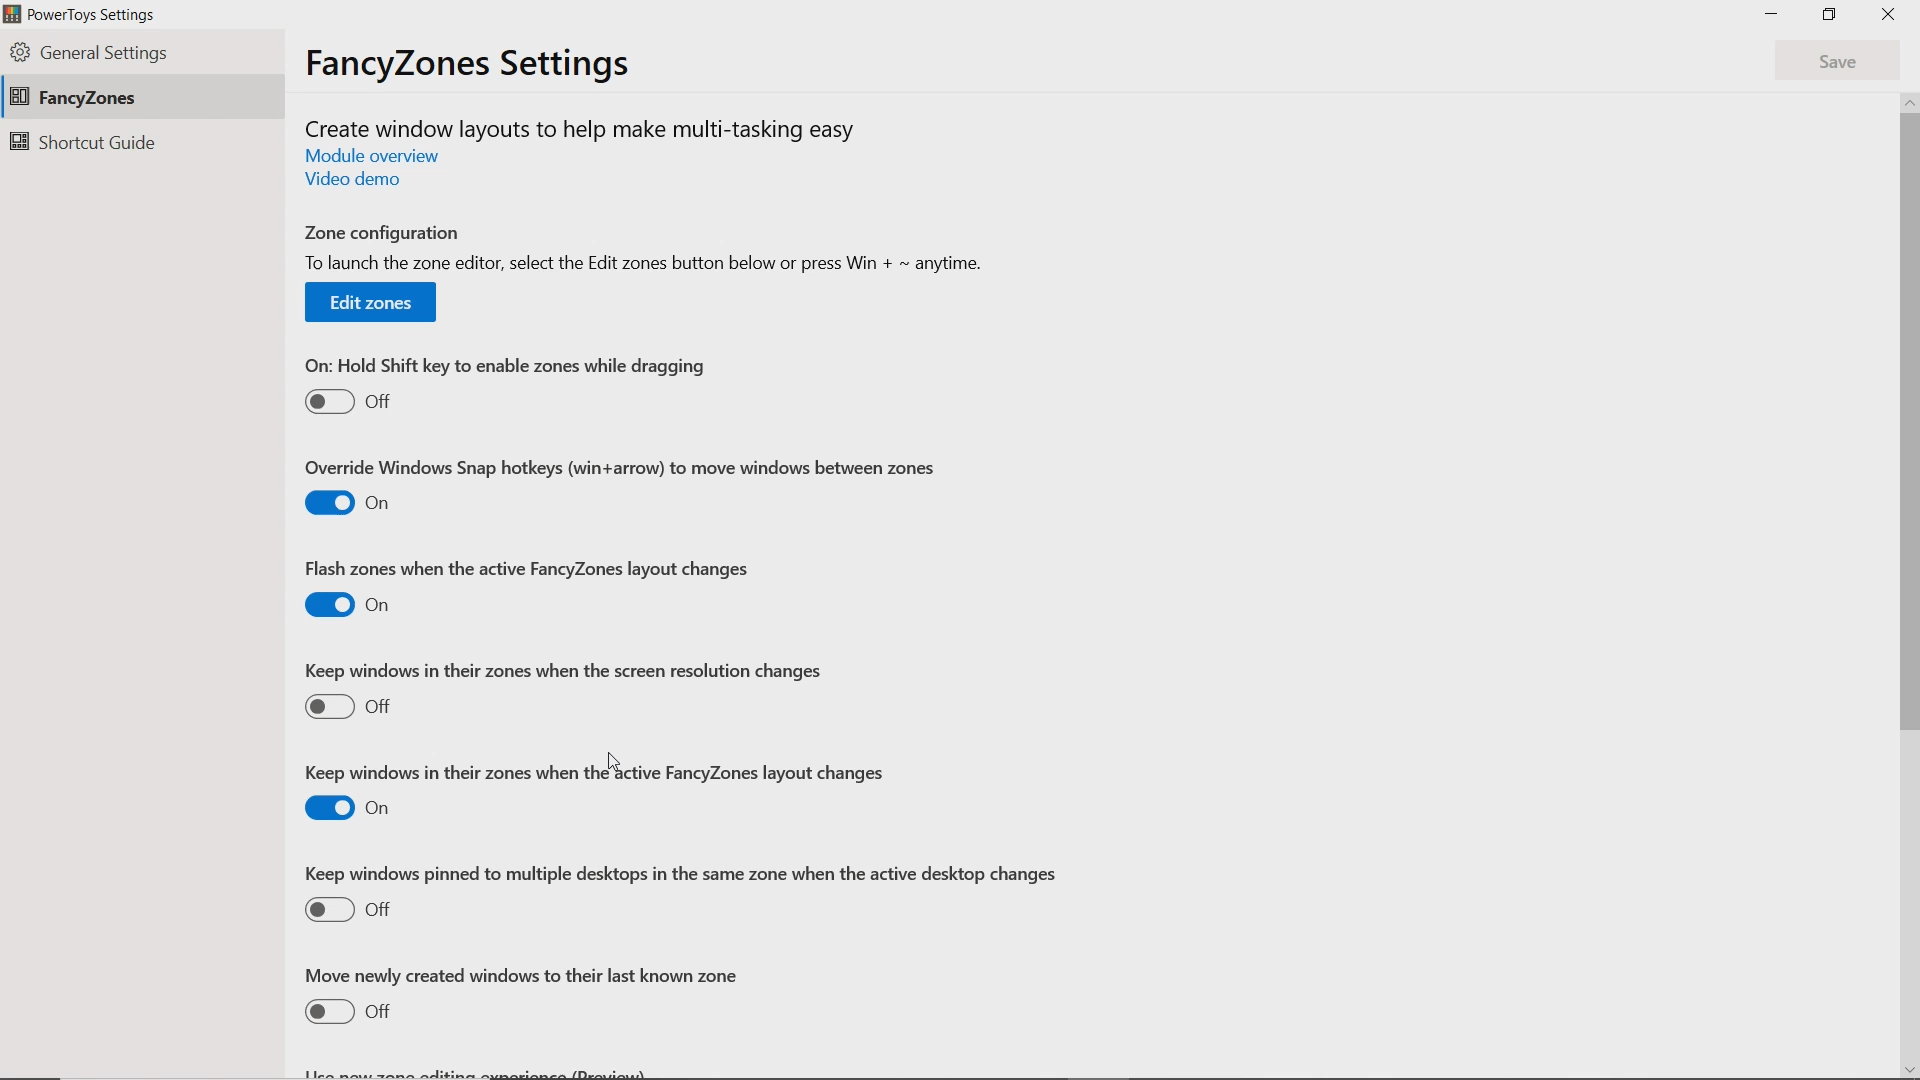 PowerToys Settings
General Settings
FancyZones
Shortcut Guide
FancyZones Settings
Save
Create window layouts to help make multi-tasking easy
Module overview
Video demo
Zone configuration
To launch the zone editor, select the Edit zones button below or press Win + ~ anytime.
Edit zones
On: Hold Shift key to enable zones while dragging
Off
Override Windows Snap hotkeys (win+arrow) to move windows between zones
On
Flash zones when the active FancyZones layout changes
On
Keep windows in their zones when the screen resolution changes
Off
Keep windows in their zones when the active FancyZones layout changes
On
Keep windows pinned to multiple desktops in the same zone when the active desktop changes
Off
Move newly created windows to their last known zone
Off
Use new zone editing experience (Preview)